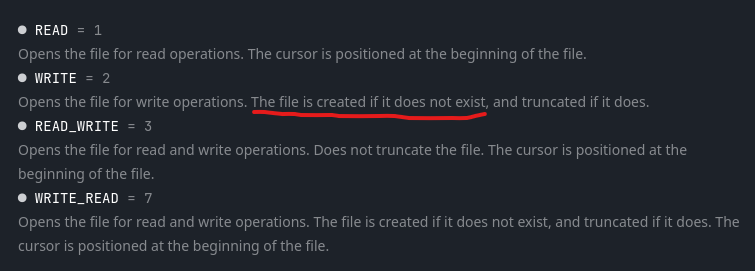 ● READ = 1
Opens the file for read operations. The cursor is positioned at the beginning of the file.
● WRITE = 2
Opens the file for write operations. The file is created if it does not exist, and truncated if it does.
● READ_WRITE = 3
Opens the file for read and write operations. Does not truncate the file. The cursor is positioned at the
beginning of the file.
● WRITE_READ = 7
Opens the file for read and write operations. The file is created if it does not exist, and truncated if it does. The
cursor is positioned at the beginning of the file.